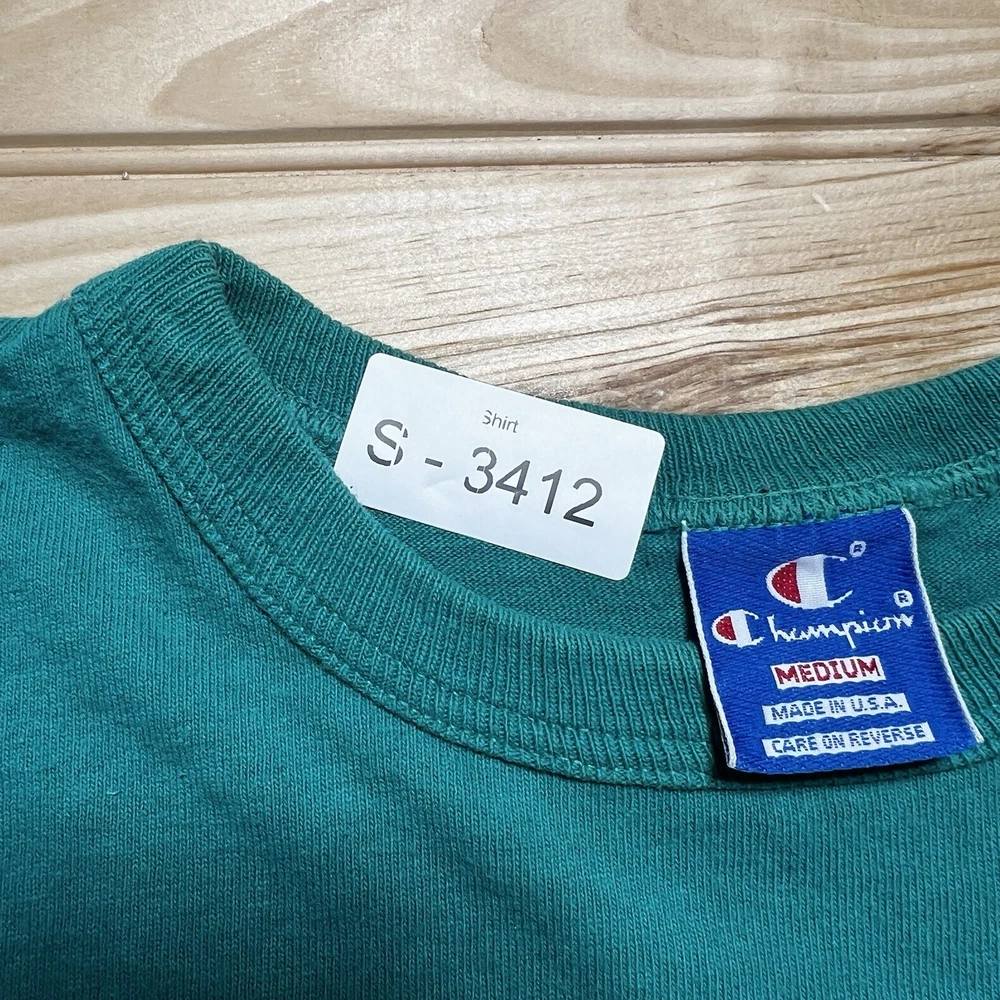 Shirt
S - 3412
C ®
Champion ®
MEDIUM
MADE IN U.S.A.
CARE ON REVERSE